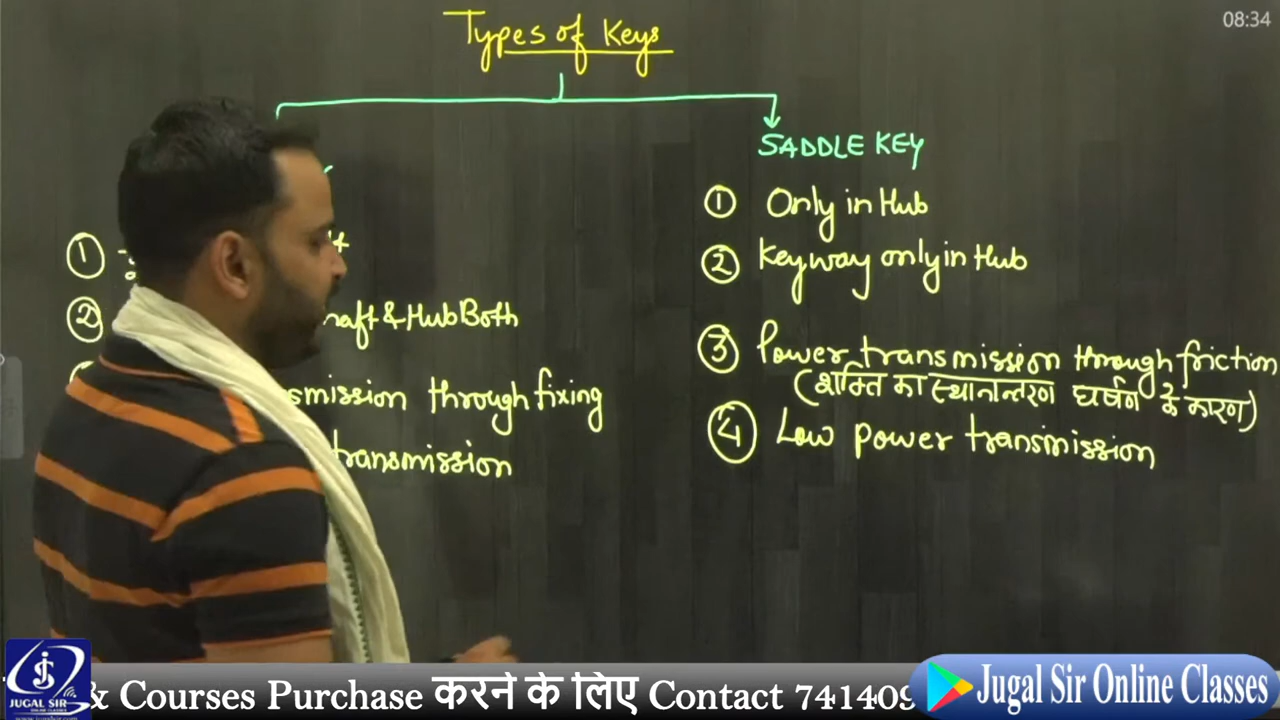 08:34
Types of Keys
SADDLE KEY
① Only in Hub
② Keyway only in Hub
③ Power transmission through friction
(शक्ति का स्थानान्तरण घर्षण के कारण)
④ Low power transmission
①
② haft & Hub Both
smission through fixing
transmission
JUGAL SIR
& Courses Purchase करने के लिए Contact 741409
Jugal Sir Online Classes